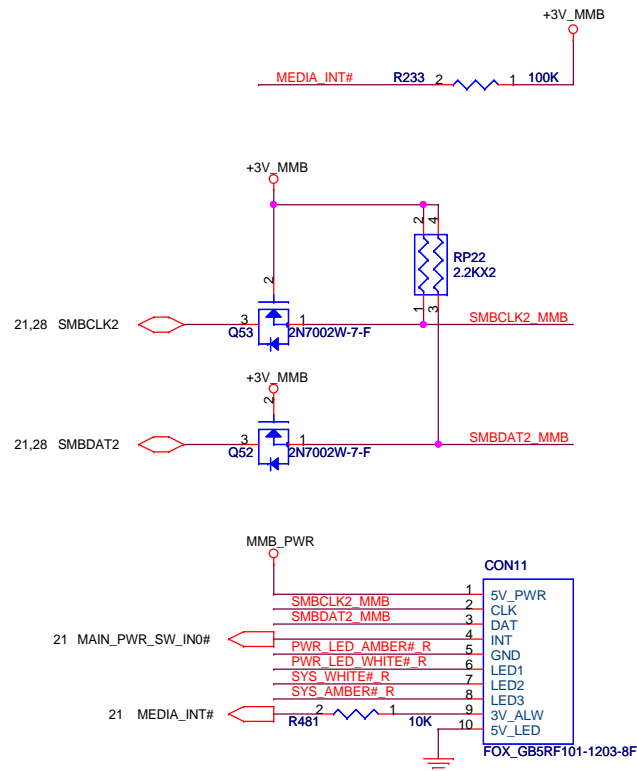 +3V_MMB
MEDIA_INT# R233 2 1 100K
+3V_MMB
2 4
RP22
2.2KX2
2
1 3
21,28 SMBCLK2 3 1 SMBCLK2_MMB
Q53 2N7002W-7-F
+3V_MMB
2
21,28 SMBDAT2 3 1 SMBDAT2_MMB
Q52 2N7002W-7-F
MMB_PWR
CON11
1 5V_PWR
SMBCLK2_MMB 2 CLK
SMBDAT2_MMB 3 DAT
21 MAIN_PWR_SW_IN0# 4 INT
PWR_LED_AMBER#_R 5 GND
PWR_LED_WHITE#_R 6 LED1
SYS_WHITE#_R 7 LED2
SYS_AMBER#_R 8 LED3
21 MEDIA_INT# 2 1 9 3V_ALW
R481 10K 10 5V_LED
FOX_GB5RF101-1203-8F